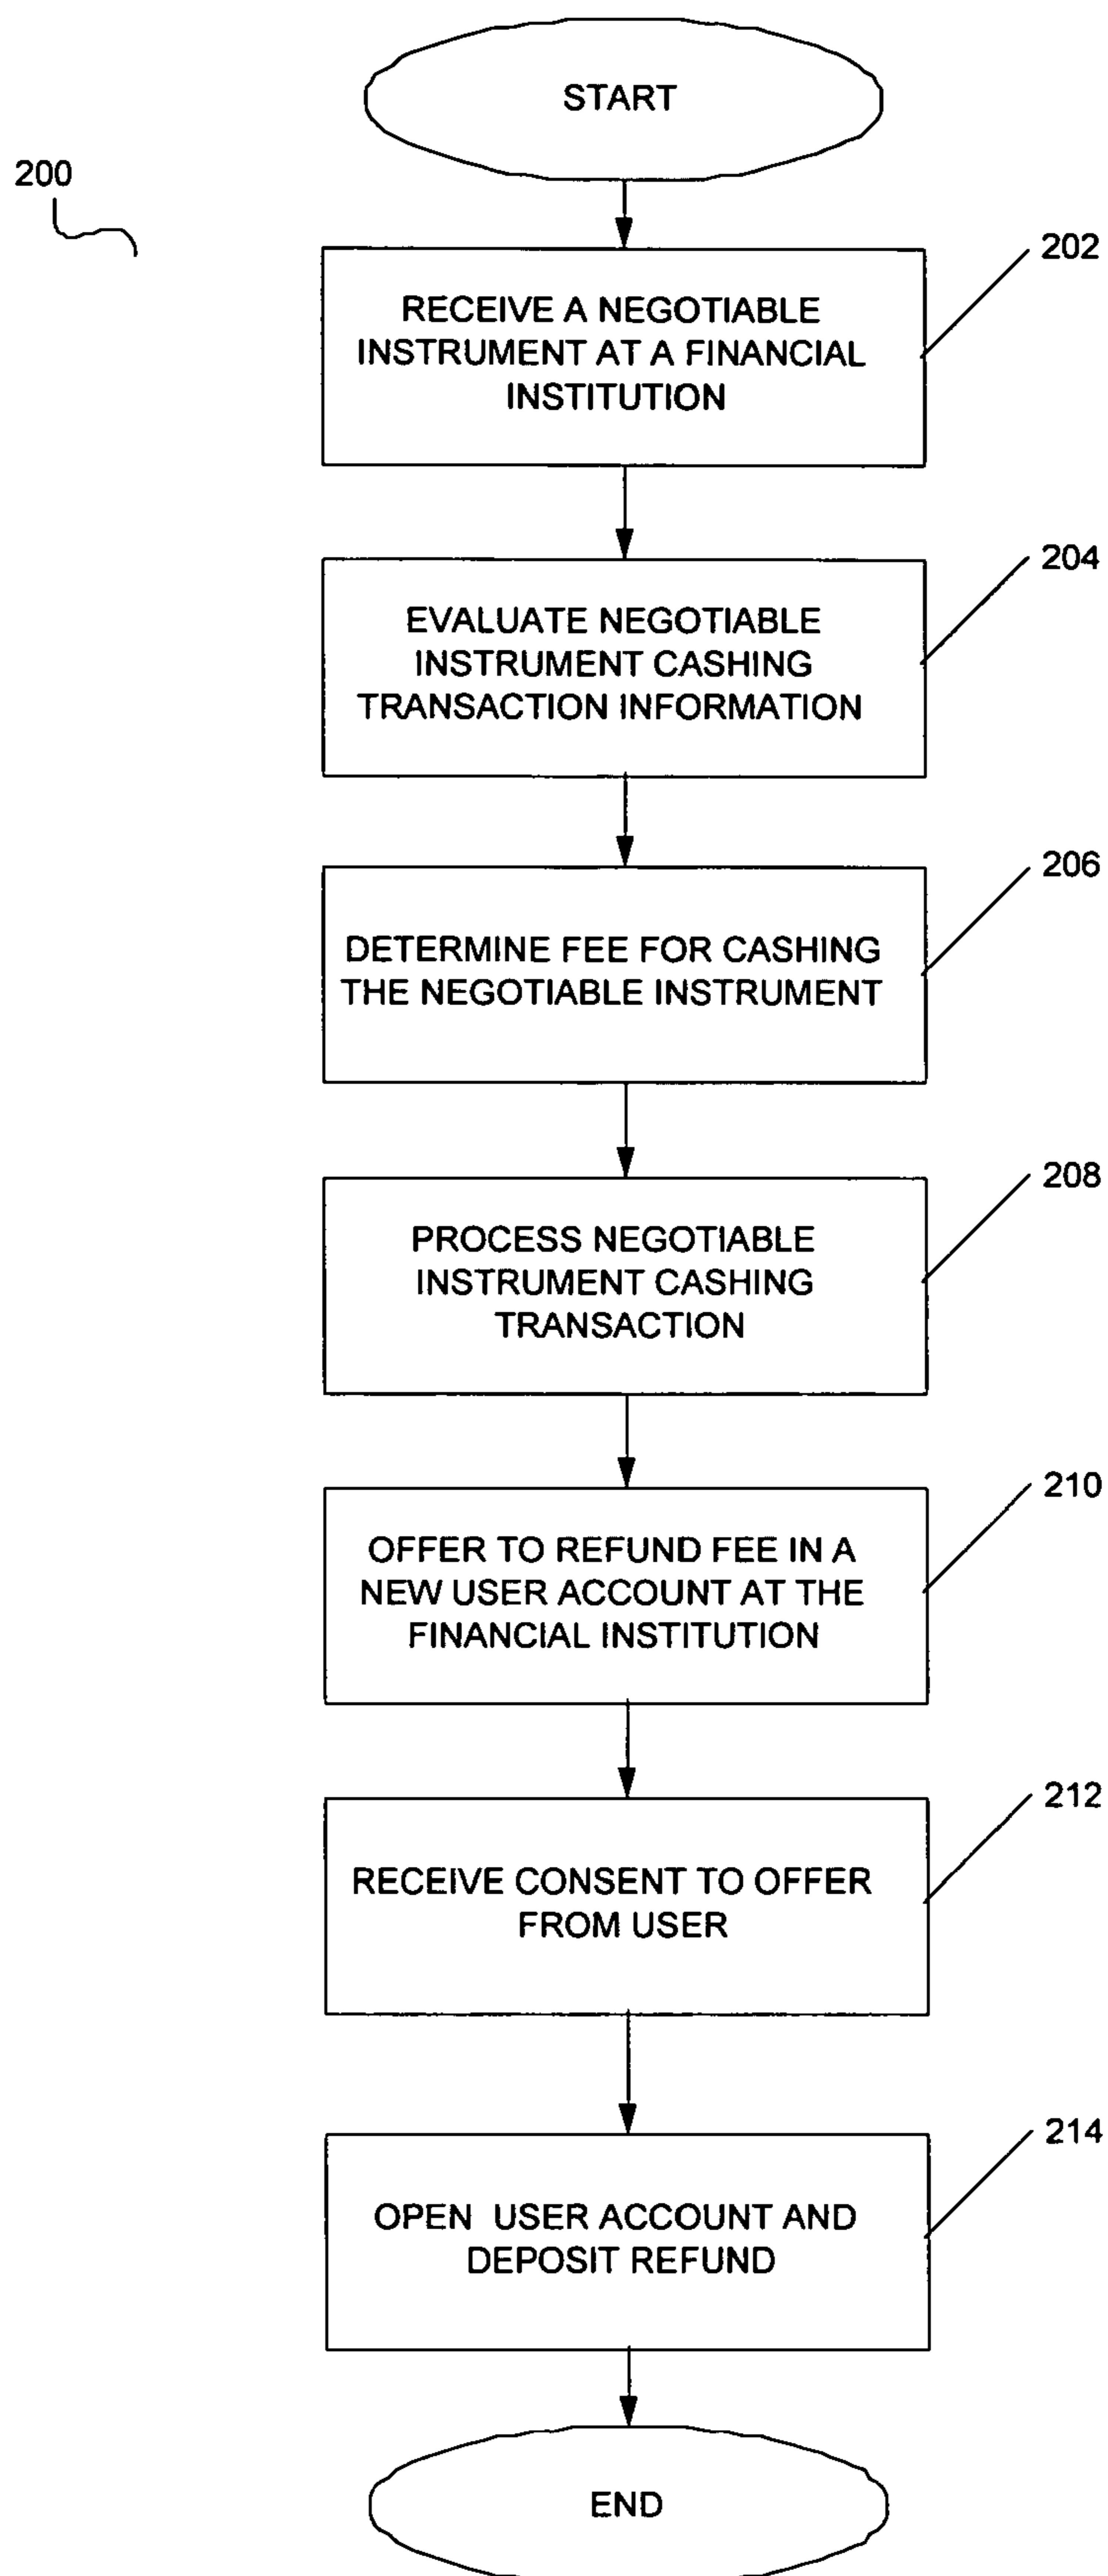 START
200
202
RECEIVE A NEGOTIABLE
INSTRUMENT AT A FINANCIAL
INSTITUTION
204
EVALUATE NEGOTIABLE
INSTRUMENT CASHING
TRANSACTION INFORMATION
206
DETERMINE FEE FOR CASHING
THE NEGOTIABLE INSTRUMENT
208
PROCESS NEGOTIABLE
INSTRUMENT CASHING
TRANSACTION
210
OFFER TO REFUND FEE IN A
NEW USER ACCOUNT AT THE
FINANCIAL INSTITUTION
212
RECEIVE CONSENT TO OFFER
FROM USER
214
OPEN USER ACCOUNT AND
DEPOSIT REFUND
END